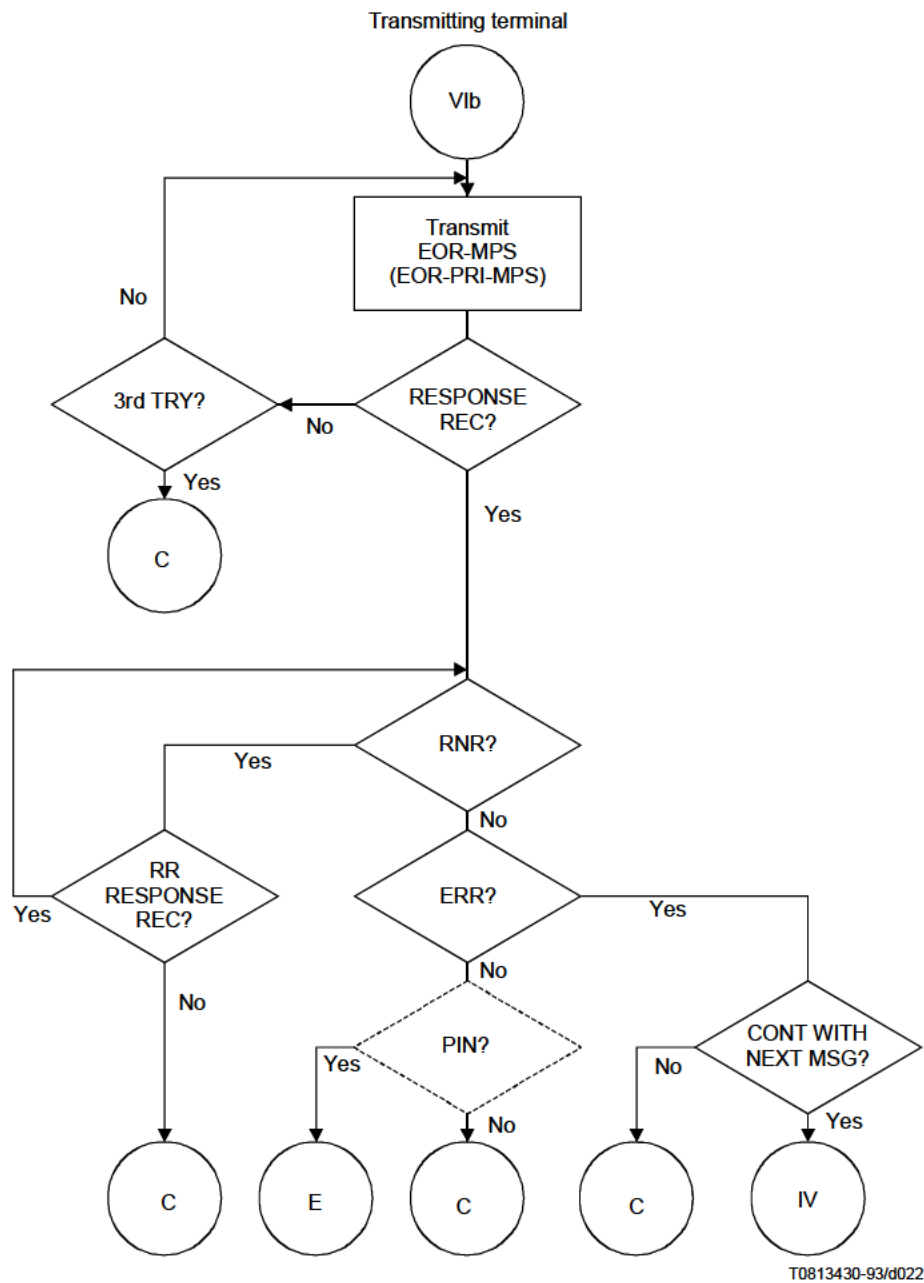 Transmitting terminal
VIb
Transmit
EOR-MPS
(EOR-PRI-MPS)
No
3rd TRY?
No
RESPONSE
REC?
Yes
C
Yes
RNR?
Yes
No
RR
RESPONSE
REC?
Yes
ERR?
Yes
No
No
PIN?
Yes
CONT WITH
NEXT MSG?
No
No
Yes
C
E
C
C
IV
T0813430-93/d022